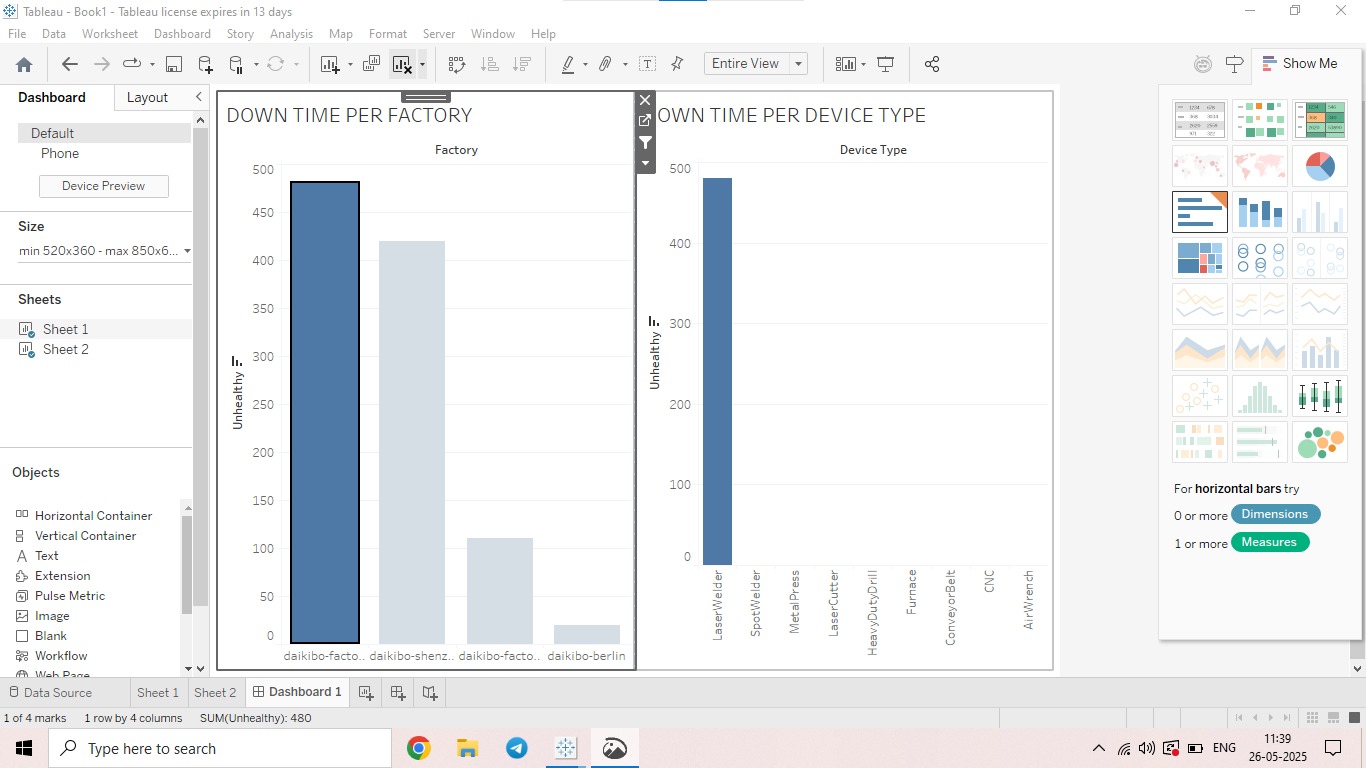 Tableau - Book1 - Tableau license expires in 13 days
File Data Worksheet Dashboard Story Analysis Map Format Server Window Help
Entire View
Show Me
Dashboard Layout
Default
Phone
Device Preview
Size
min 520x360 - max 850x6...
Sheets
Sheet 1
Sheet 2
Objects
Horizontal Container
Vertical Container
Text
Extension
Pulse Metric
Image
Blank
Workflow
Web Page
DOWN TIME PER FACTORY
Factory
Unhealthy
500
450
400
350
300
250
200
150
100
50
0
daikibo-facto.. daikibo-shenz.. daikibo-facto.. daikibo-berlin
OWN TIME PER DEVICE TYPE
Device Type
Unhealthy
500
400
300
200
100
0
LaserWelder
SpotWelder
MetalPress
LaserCutter
HeavyDutyDrill
Furnace
ConveyorBelt
CNC
AirWrench
For horizontal bars try
0 or more Dimensions
1 or more Measures
Data Source Sheet 1 Sheet 2 Dashboard 1
1 of 4 marks 1 row by 4 columns SUM(Unhealthy): 480
Type here to search
ENG
11:39
26-05-2025